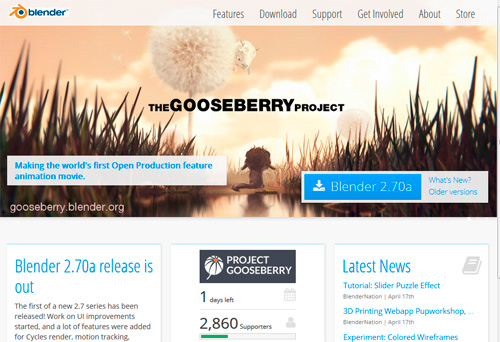 blender
Features Download Support Get Involved About Store
THEGOOSEBERRYPROJECT
Making the world's first Open Production feature
animation movie.
Blender 2.70a
What's New?
Older versions
gooseberry.blender.org
Blender 2.70a release is
out
The first of a new 2.7 series has been
released! Work on UI improvements
started, and a lot of features were added
for Cycles render, motion tracking,
PROJECT
GOOSEBERRY
1 days left
2,860 Supporters
Latest News
Tutorial: Slider Puzzle Effect
BlenderNation | April 17th
3D Printing Webapp Pupworkshop, ...
BlenderNation | April 17th
Experiment: Colored Wireframes